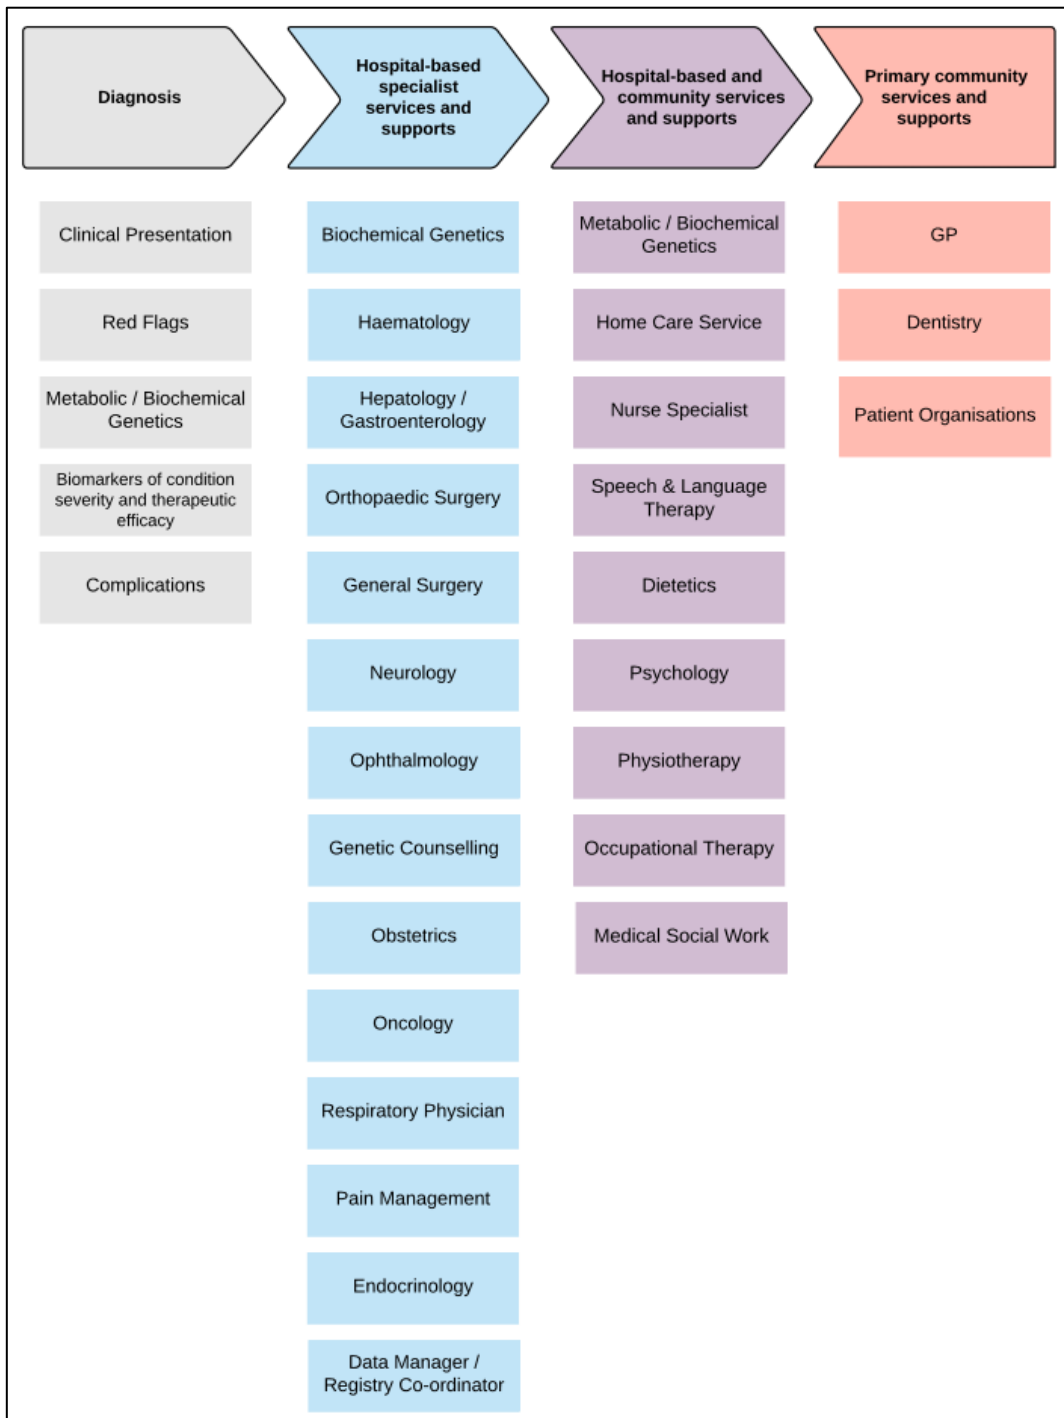 Diagnosis
Hospital-based
specialist
services and
supports
Hospital-based and
community services
and supports
Primary community
services and
supports
Clinical Presentation
Red Flags
Metabolic / Biochemical
Genetics
Biomarkers of condition
severity and therapeutic
efficacy
Complications
Biochemical Genetics
Haematology
Hepatology /
Gastroenterology
Orthopaedic Surgery
General Surgery
Neurology
Ophthalmology
Genetic Counselling
Obstetrics
Oncology
Respiratory Physician
Pain Management
Endocrinology
Data Manager /
Registry Co-ordinator
Metabolic / Biochemical
Genetics
Home Care Service
Nurse Specialist
Speech & Language
Therapy
Dietetics
Psychology
Physiotherapy
Occupational Therapy
Medical Social Work
GP
Dentistry
Patient Organisations